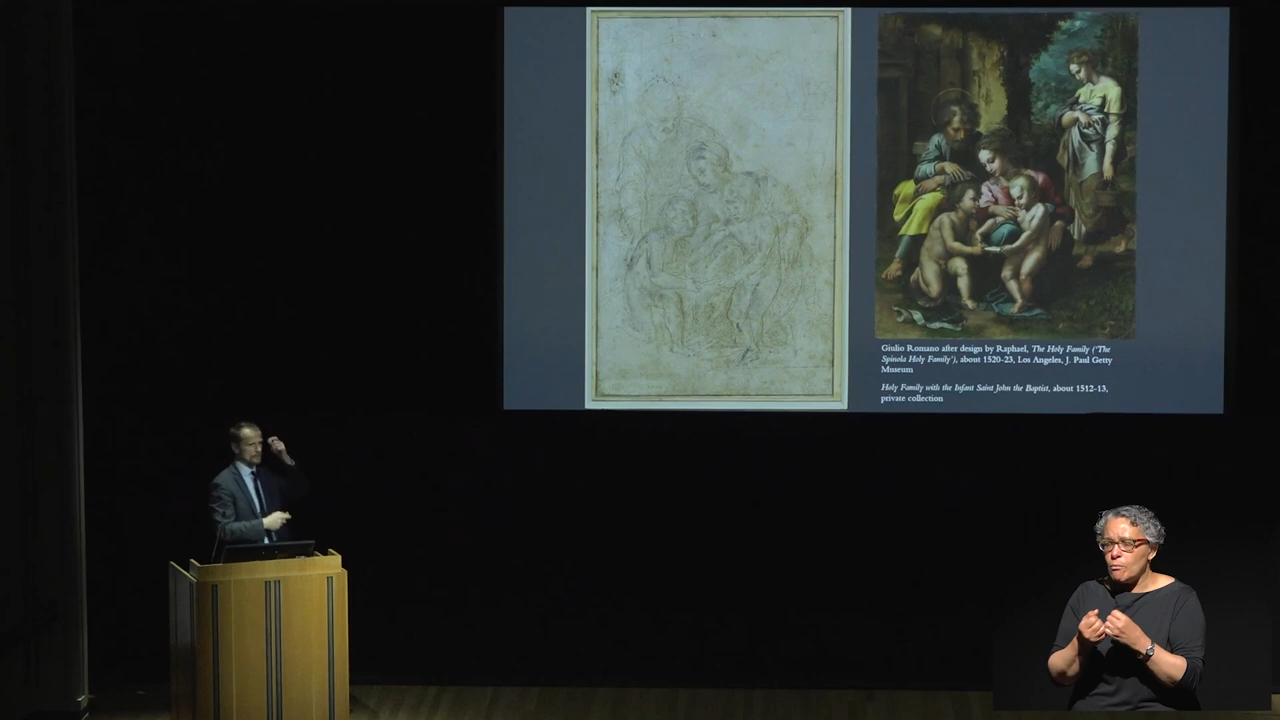 Giulio Romano after design by Raphael, The Holy Family ('The
Spinola Holy Family'), about 1520-23, Los Angeles, J. Paul Getty
Museum
Holy Family with the Infant Saint John the Baptist, about 1512-13,
private collection